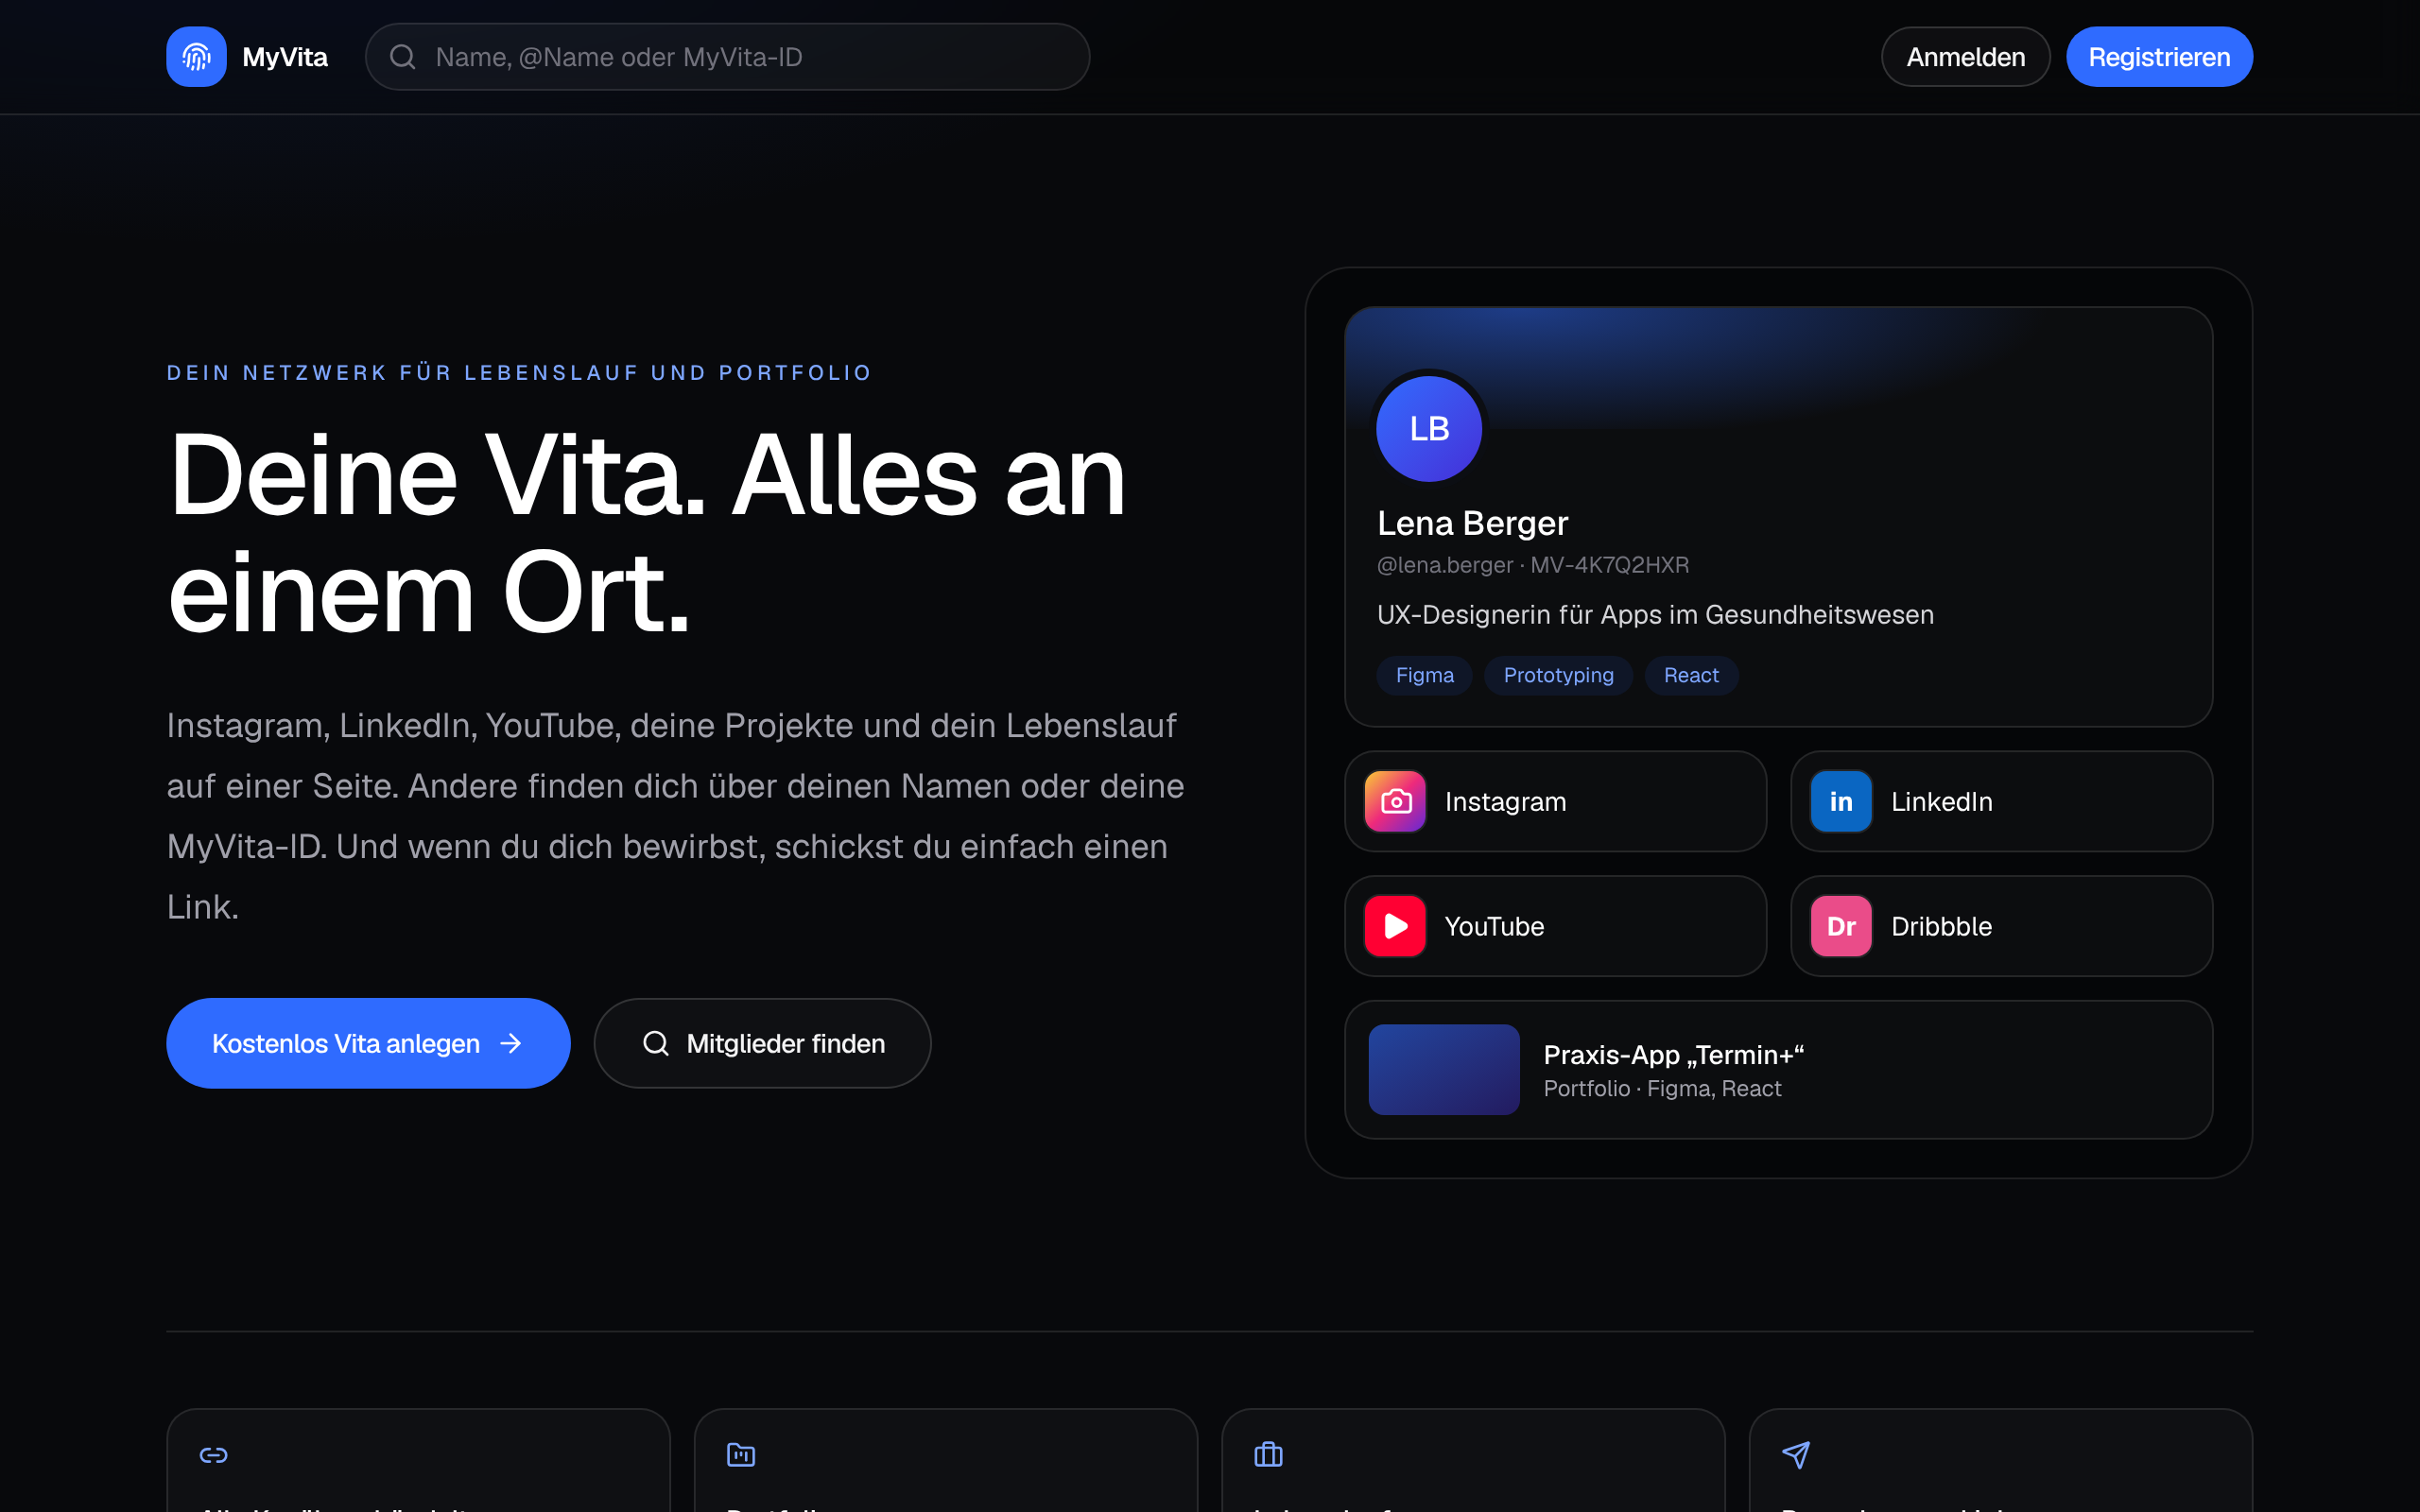 MyVita
Name, @Name oder MyVita-ID
Anmelden
Registrieren
DEIN NETZWERK FÜR LEBENSLAUF UND PORTFOLIO
Deine Vita. Alles an
einem Ort.
Instagram, LinkedIn, YouTube, deine Projekte und dein Lebenslauf
auf einer Seite. Andere finden dich über deinen Namen oder deine
MyVita-ID. Und wenn du dich bewirbst, schickst du einfach einen
Link.
Kostenlos Vita anlegen
Mitglieder finden
LB
Lena Berger
@lena.berger · MV-4K7Q2HXR
UX-Designerin für Apps im Gesundheitswesen
Figma
Prototyping
React
Instagram
in
LinkedIn
YouTube
Dr
Dribbble
Praxis-App „Termin+“
Portfolio · Figma, React